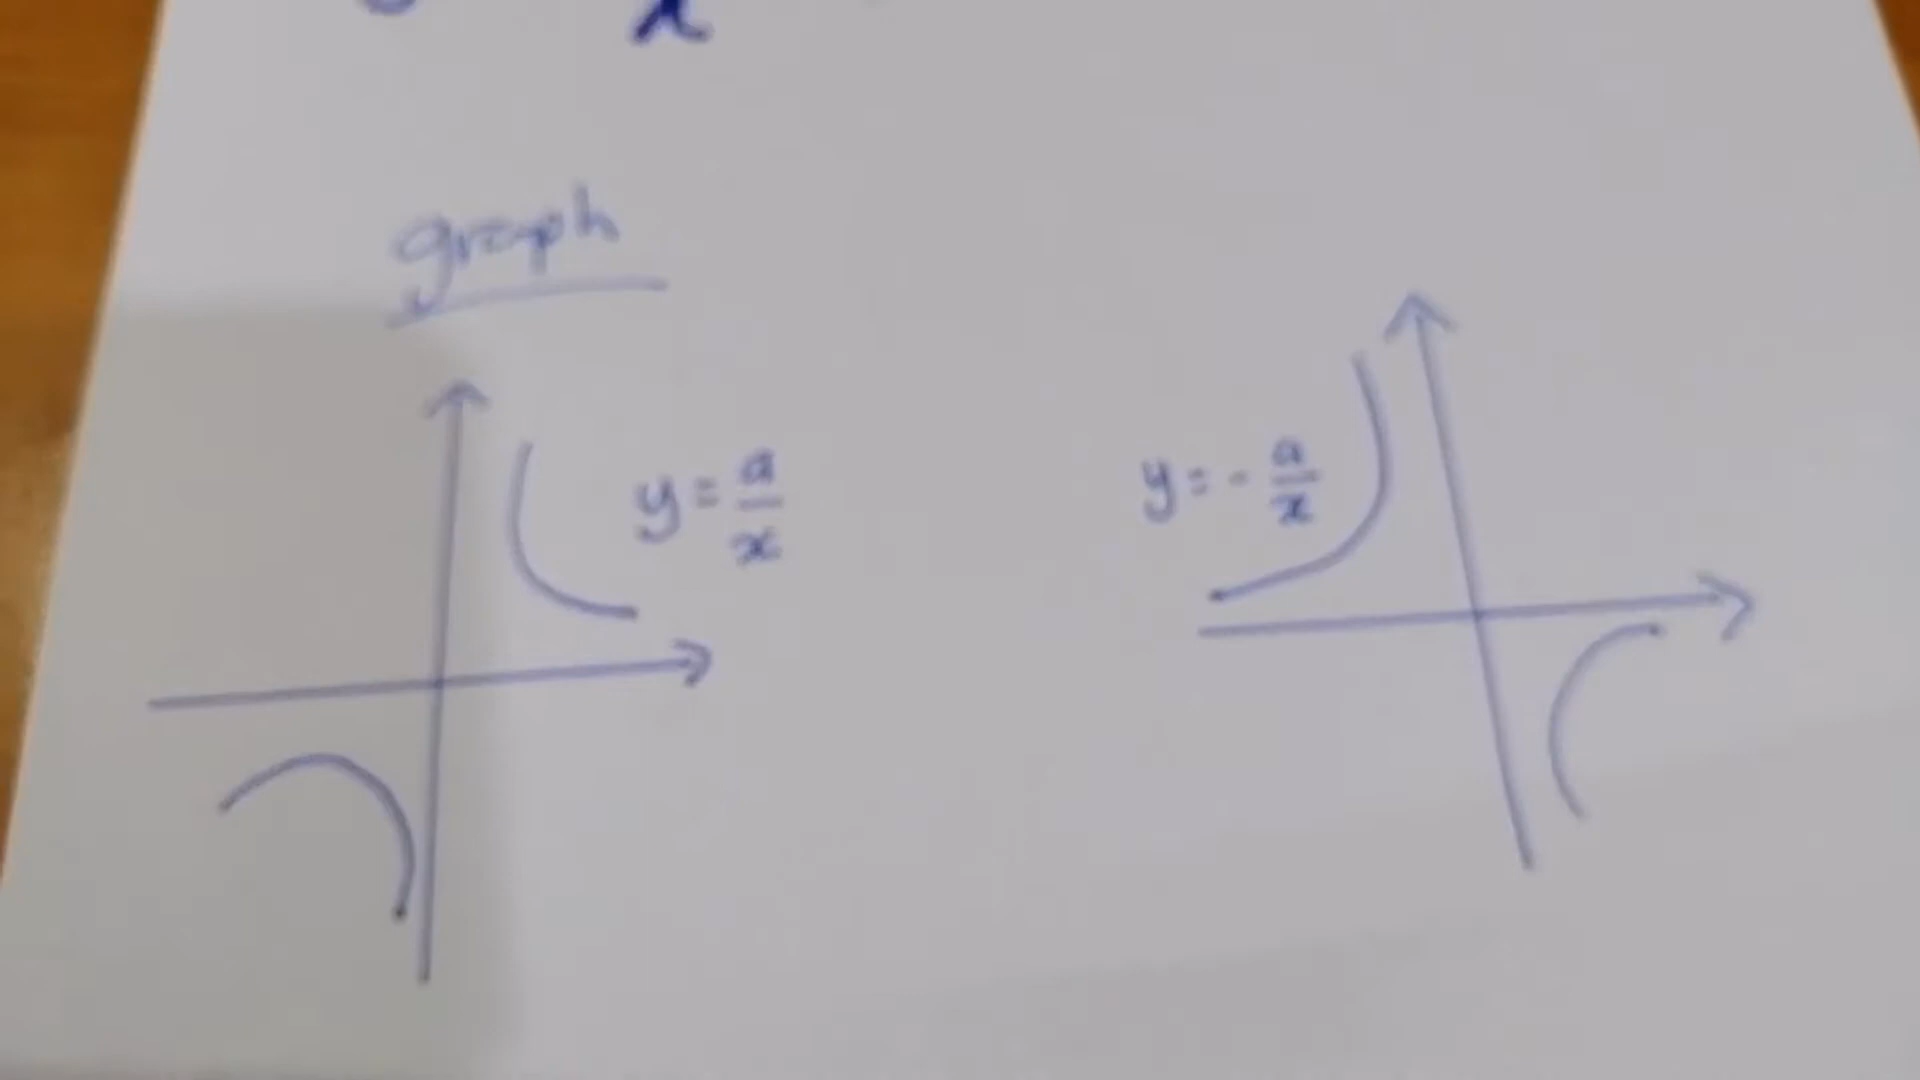 x
graph
y = a/x
y = - a/x